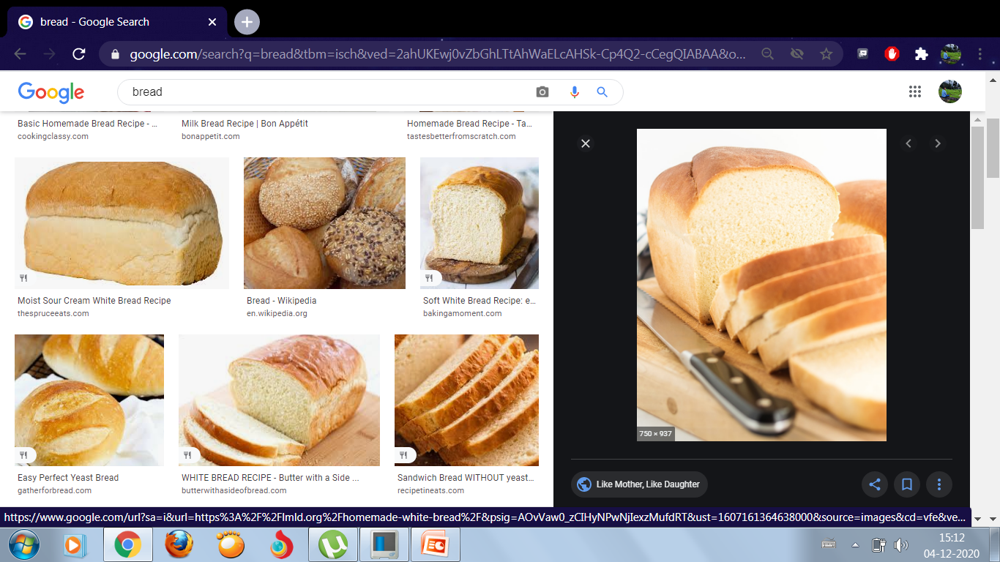 bread - Google Search
google.com/search?q=bread&tbm=isch&ved=2ahUKEwj0vZbGhLTtAhWaELcAHSk-Cp4Q2-cCegQIABAA&o...
Google
bread
Basic Homemade Bread Recipe - ...
cookingclassy.com
Milk Bread Recipe | Bon Appétit
bonappetit.com
Homemade Bread Recipe - Ta...
tastesbetterfromscratch.com
Moist Sour Cream White Bread Recipe
thespruceeats.com
Bread - Wikipedia
en.wikipedia.org
Soft White Bread Recipe: e...
bakingamoment.com
Easy Perfect Yeast Bread
gatherforbread.com
WHITE BREAD RECIPE - Butter with a Side ...
butterwithasideofbread.com
Sandwich Bread WITHOUT yeast...
recipetineats.com
750 × 937
Like Mother, Like Daughter
https://www.google.com/url?sa=i&url=https%3A%2F%2Flmld.org%2Fhomemade-white-bread%2F&psig=AOvVaw0_zCIHyNPwNjIexzMufdRT&ust=1607161364638000&source=images&cd=vfe&ve...
15:12
04-12-2020